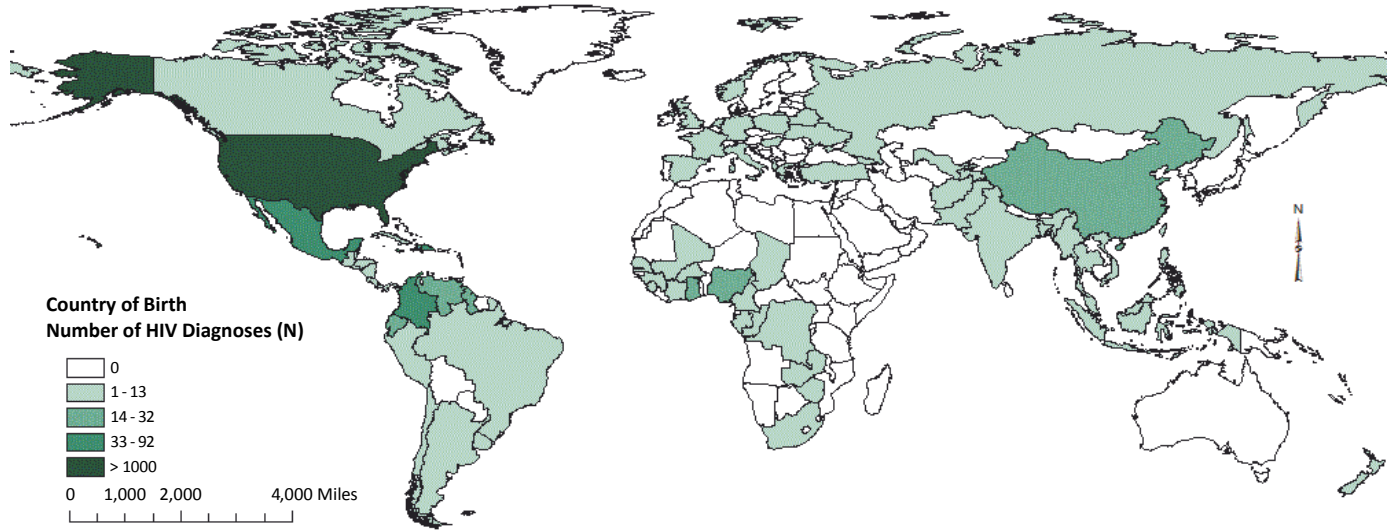 N
S
Country of Birth
Number of HIV Diagnoses (N)
0
1 - 13
14 - 32
33 - 92
> 1000
0 1,000 2,000 4,000 Miles